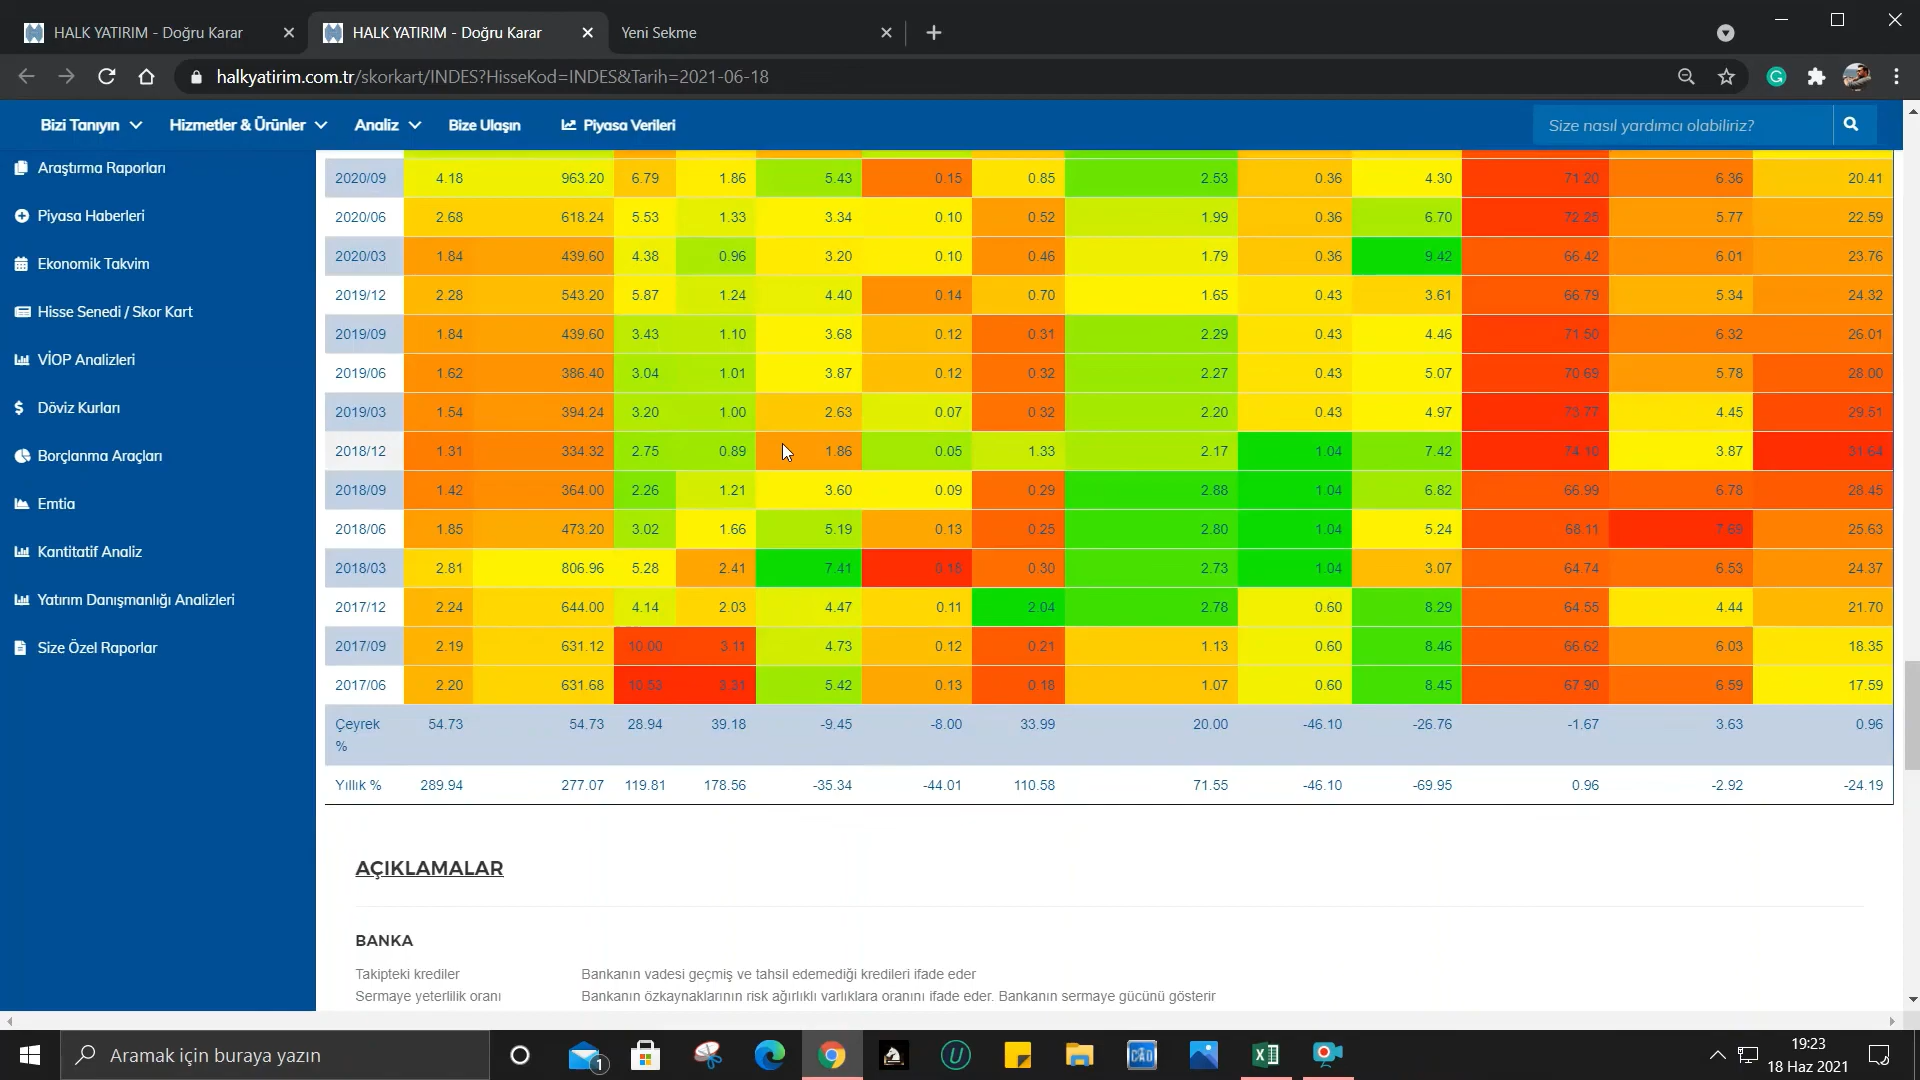 HALK YATIRIM - Doğru Karar
HALK YATIRIM - Doğru Karar
Yeni Sekme
halkyatirim.com.tr/skorkart/INDES?HisseKod=INDES&Tarih=2021-06-18
Bizi Tanıyın Hizmetler & Ürünler Analiz Bize Ulaşın Piyasa Verileri Size nasıl yardımcı olabiliriz?
Araştırma Raporları
Piyasa Haberleri
Ekonomik Takvim
Hisse Senedi / Skor Kart
VİOP Analizleri
Döviz Kurları
Borçlanma Araçları
Emtia
Kantitatif Analiz
Yatırım Danışmanlığı Analizleri
Size Özel Raporlar
2020/09 4.18 963.20 6.79 1.86 5.43 0.15 0.85 2.53 0.36 4.30 71.20 6.36 20.41
2020/06 2.68 618.24 5.53 1.33 3.34 0.10 0.52 1.99 0.36 6.70 72.25 5.77 22.59
2020/03 1.84 439.60 4.38 0.96 3.20 0.10 0.46 1.79 0.36 9.42 66.42 6.01 23.76
2019/12 2.28 543.20 5.87 1.24 4.40 0.14 0.70 1.65 0.43 3.61 66.79 5.34 24.32
2019/09 1.84 439.60 3.43 1.10 3.68 0.12 0.31 2.29 0.43 4.46 71.50 6.32 26.01
2019/06 1.62 386.40 3.04 1.01 3.87 0.12 0.32 2.27 0.43 5.07 70.69 5.78 28.00
2019/03 1.54 394.24 3.20 1.00 2.63 0.07 0.32 2.20 0.43 4.97 73.77 4.45 29.51
2018/12 1.31 334.32 2.75 0.89 1.86 0.05 1.33 2.17 1.04 7.42 74.10 3.87 31.64
2018/09 1.42 364.00 2.26 1.21 3.60 0.09 0.29 2.88 1.04 6.82 66.99 6.78 28.45
2018/06 1.85 473.20 3.02 1.66 5.19 0.13 0.25 2.80 1.04 5.24 68.11 7.69 25.63
2018/03 2.81 806.96 5.28 2.41 7.41 0.30 2.73 1.04 3.07 64.74 6.53 24.37
2017/12 2.24 644.00 4.14 2.03 4.47 0.11 2.04 2.78 0.60 8.29 64.55 4.44 21.70
2017/09 2.19 631.12 10.00 3.11 4.73 0.12 0.21 1.13 0.60 8.46 66.62 6.03 18.35
2017/06 2.20 631.68 10.53 3.31 5.42 0.13 0.18 1.07 0.60 8.45 67.90 6.59 17.59
Çeyrek % 54.73 54.73 28.94 39.18 -9.45 -8.00 33.99 20.00 -46.10 -26.76 -1.67 3.63 0.96
Yıllık % 289.94 277.07 119.81 178.56 -35.34 -44.01 110.58 71.55 -46.10 -69.95 0.96 -2.92 -24.19
AÇIKLAMALAR
BANKA
Takipteki krediler Bankanın vadesi geçmiş ve tahsil edemediği kredileri ifade eder
Sermaye yeterlilik oranı Bankanın özkaynaklarının risk ağırlıklı varlıklara oranını ifade eder. Bankanın sermaye gücünü gösterir
Aramak için buraya yazın
1
CAD
19:23
18 Haz 2021